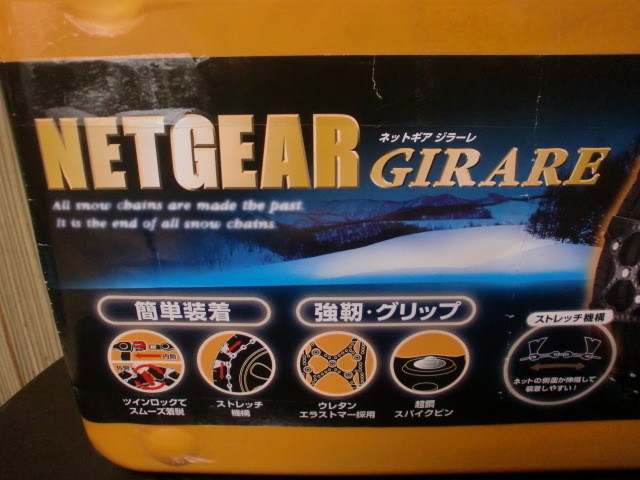 NETGEAR
ネットギア ジラーレ
GIRARE
All snow chains are made the past.
It is the end of all snow chains.
簡単装着
強靭・グリップ
外側
内側
ツインロックで
スムーズ着脱
ストレッチ
機構
ウレタン
エラストマー採用
超鋼
スパイクピン
ストレッチ機構
ネットの側面が伸縮して
装着しやすい!